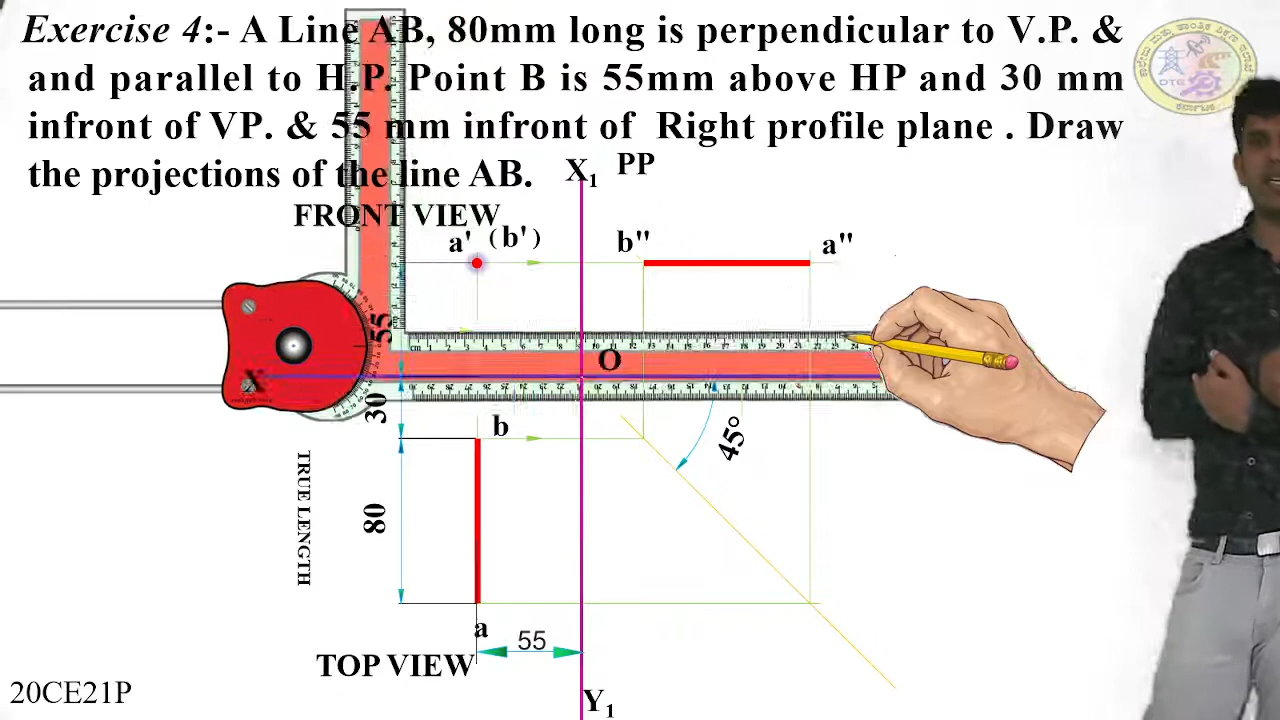 Exercise 4:- A Line AB, 80mm long is perpendicular to V.P. &
and parallel to H.P. Point B is 55mm above HP and 30 mm
infront of VP. & 55 mm infront of Right profile plane . Draw
the projections of the line AB.
X1 PP
FRONT VIEW
a' (b') b" a"
55
O
X
30
b
45°
TRUE LENGTH
80
a
55
TOP VIEW
20CE21P
Y1
DTE